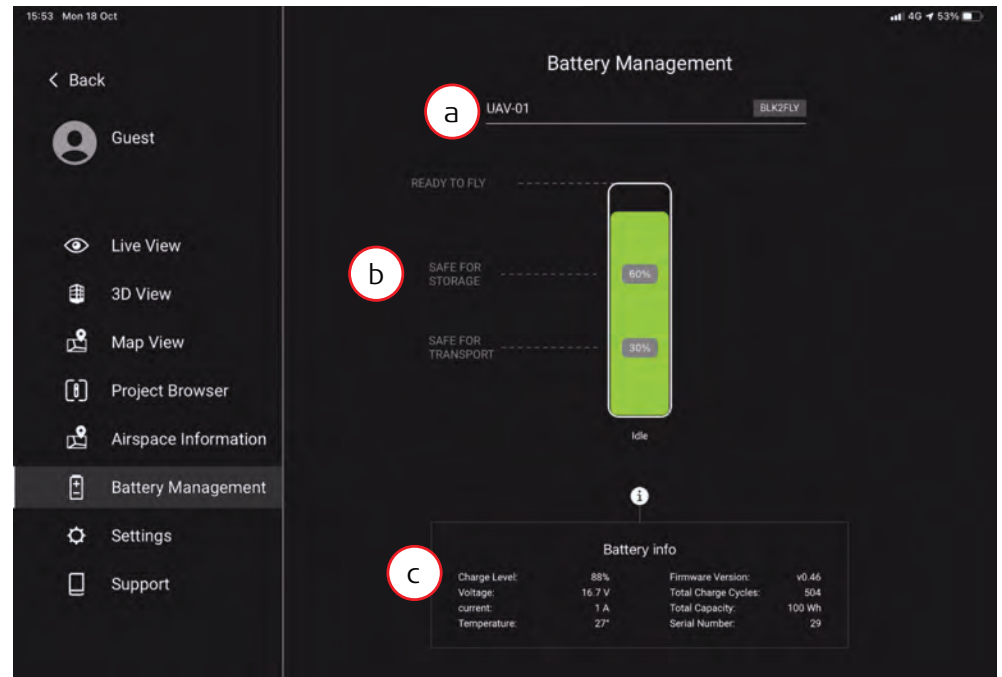 15:53 Mon 18 Oct
4G 53%
Back
Guest
Live View
3D View
Map View
Project Browser
Airspace Information
Battery Management
Settings
Support
Battery Management
a
UAV-01 BLK2FLY
READY TO FLY
b
SAFE FOR
STORAGE
60%
SAFE FOR
TRANSPORT
30%
Idle
i
Battery info
c
Charge Level: 88% Firmware Version: v0.46
Voltage: 16.7 V Total Charge Cycles: 504
current: 1 A Total Capacity: 100 Wh
Temperature: 27° Serial Number: 29